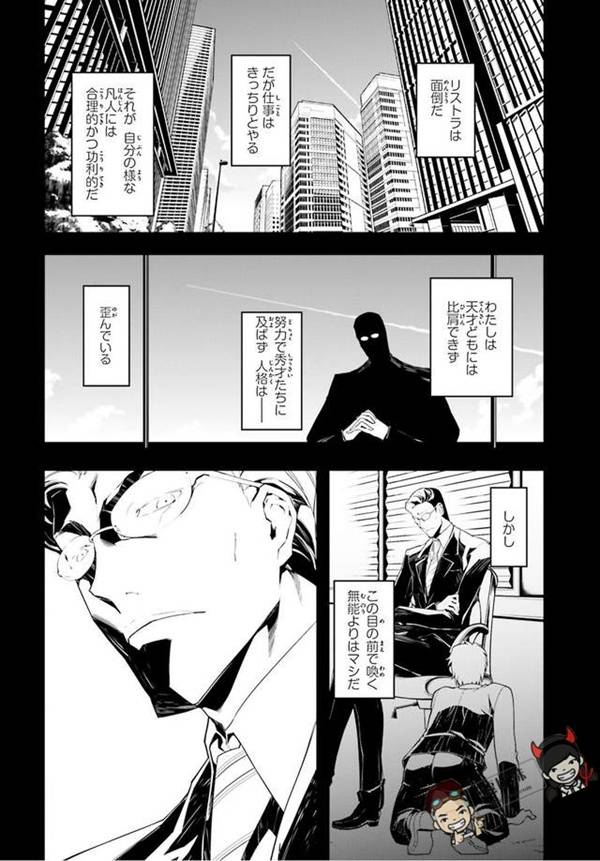 リストラは
面倒だ
だが仕事は
きっちりとやる
それが 自分の様な
凡人には
合理的かつ功利的だ
わたしは
天才どもには
比肩できず
努力で秀才たちに
及ばず 人格は——
歪んでいる
しかし
この目の前で喚く
無能よりはマシだ